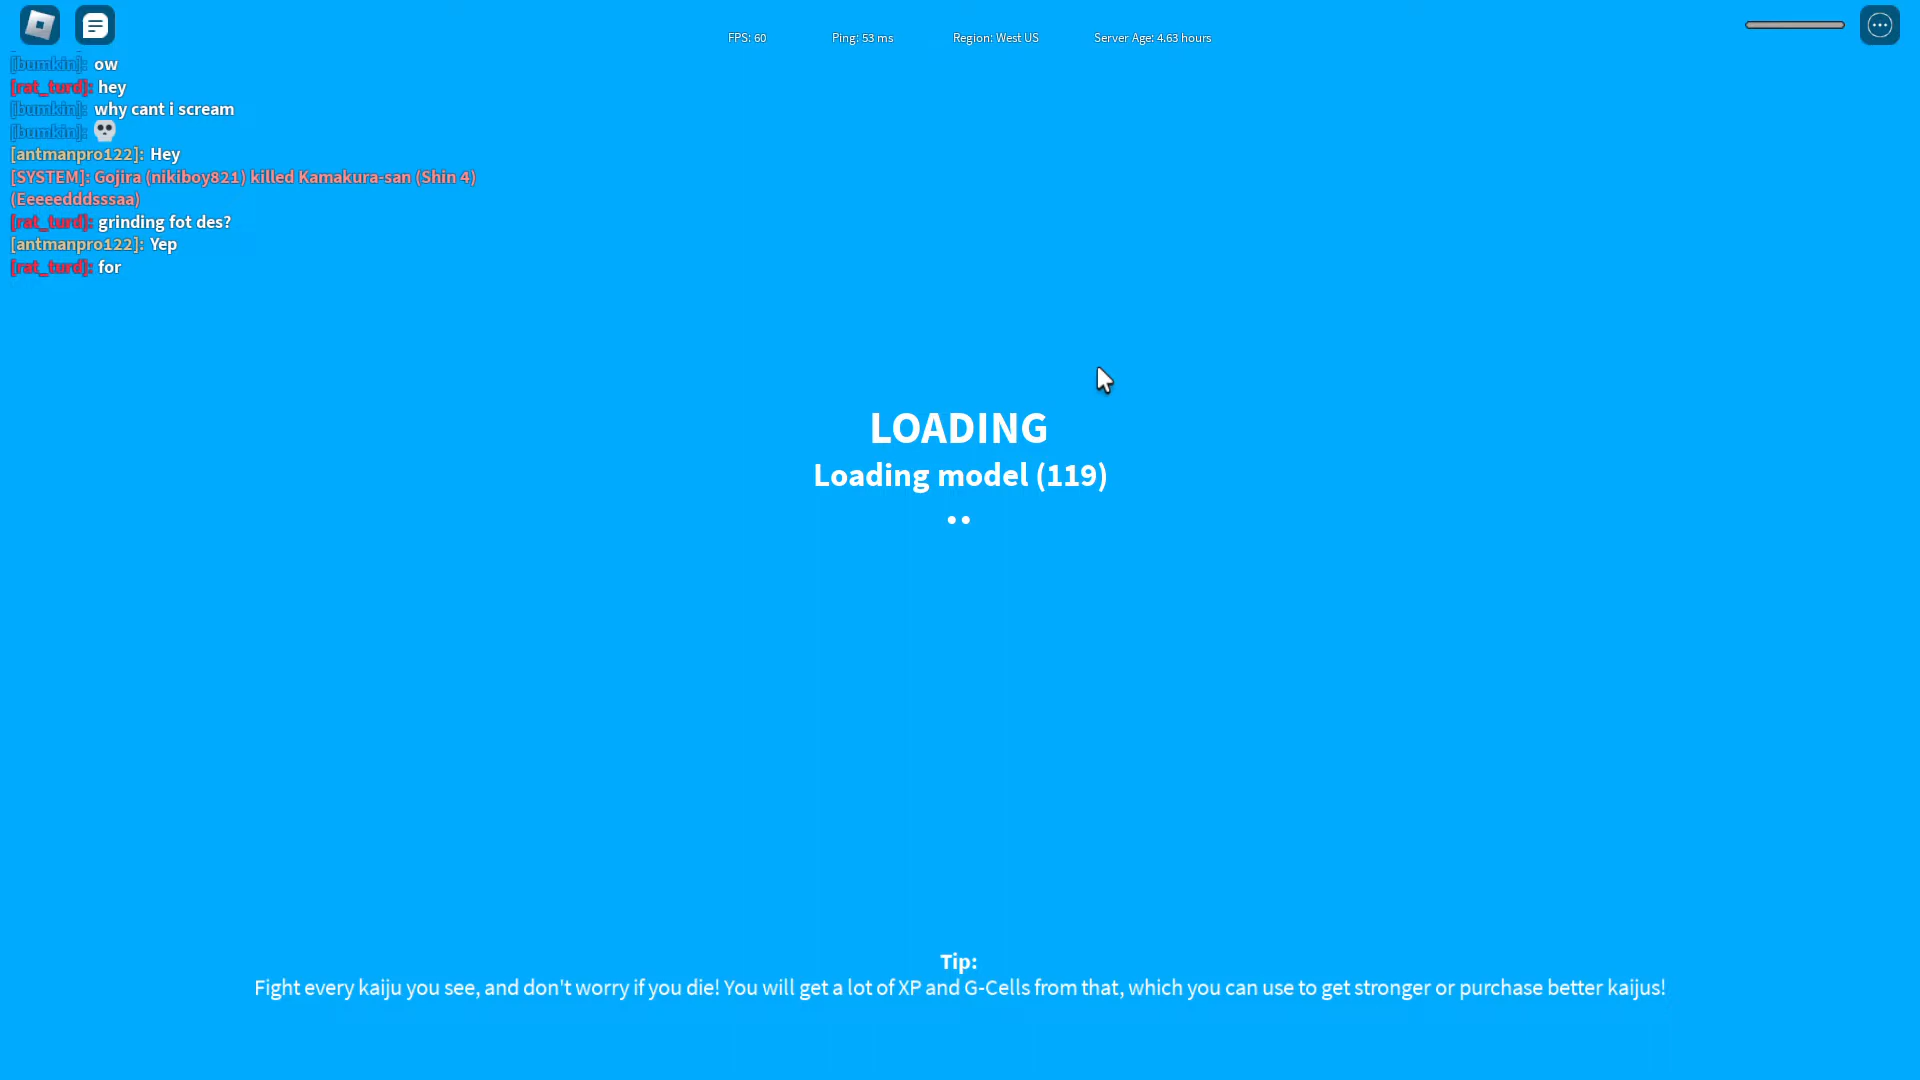 FPS: 60 Ping: 53 ms Region: West US Server Age: 4.63 hours
[bumkin]: ow
[rat_turd]: hey
[bumkin]: why cant i scream
[bumkin]: 💀
[antmanpro122]: Hey
[SYSTEM]: Gojira (nikiboy821) killed Kamakura-san (Shin 4)
(Eeeeedddsssaa)
[rat_turd]: grinding fot des?
[antmanpro122]: Yep
[rat_turd]: for
LOADING
Loading model (119)
••
Tip:
Fight every kaiju you see, and don't worry if you die! You will get a lot of XP and G-Cells from that, which you can use to get stronger or purchase better kaijus!